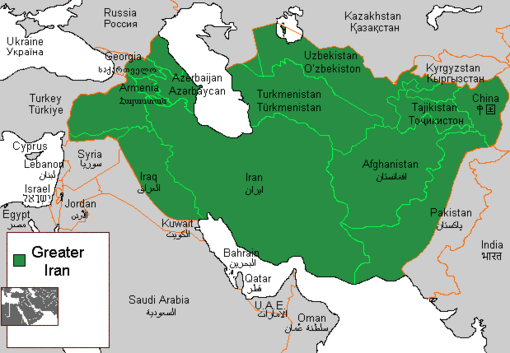 Russia
Россия
Kazakhstan
Қазақстан
Ukraine
Україна
Georgia
საქართველო
Uzbekistan
O'zbekiston
Kyrgyzstan
Кыргызстан
Azerbaijan
Azərbaycan
Armenia
Հայաստան
Turkmenistan
Türkmenistan
Tajikistan
Тоҷикистон
China
中国
Turkey
Türkiye
Cyprus
Syria
سوريا
Lebanon
لبنان
Israel
ישראל
Iraq
العراق
Iran
ایران
Afghanistan
افغانستان
Jordan
الأردن
Egypt
مصر
Kuwait
الكويت
Pakistan
پاکستان
India
भारत
Bahrain
البحرين
Qatar
قطر
Greater
Iran
Saudi Arabia
السعودية
U.A.E.
الامارات
Oman
سلطنة عُمان